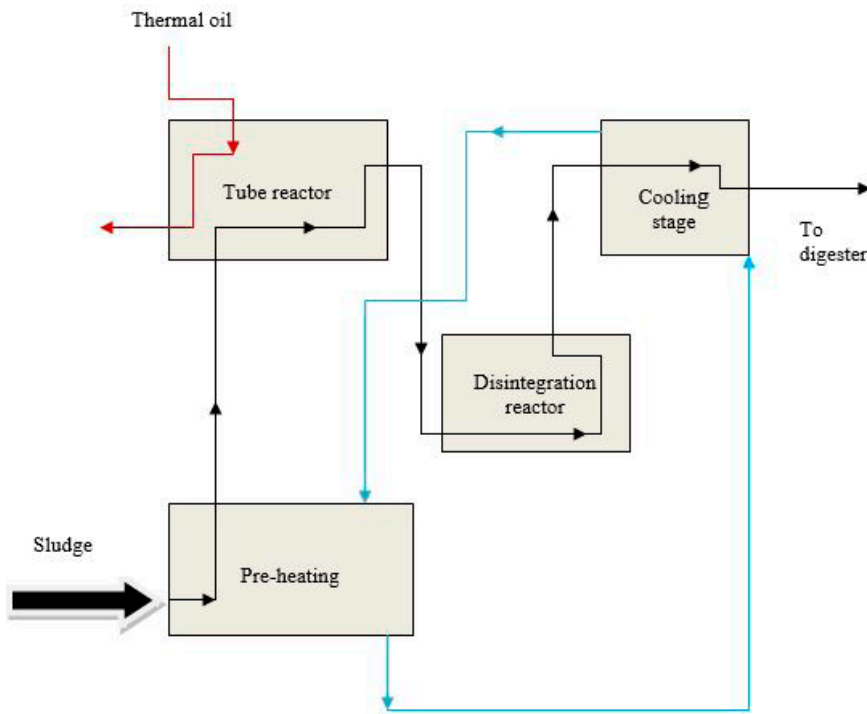 Thermal oil
Tube reactor
Cooling
stage
To
digester
Disintegration
reactor
Sludge
Pre-heating